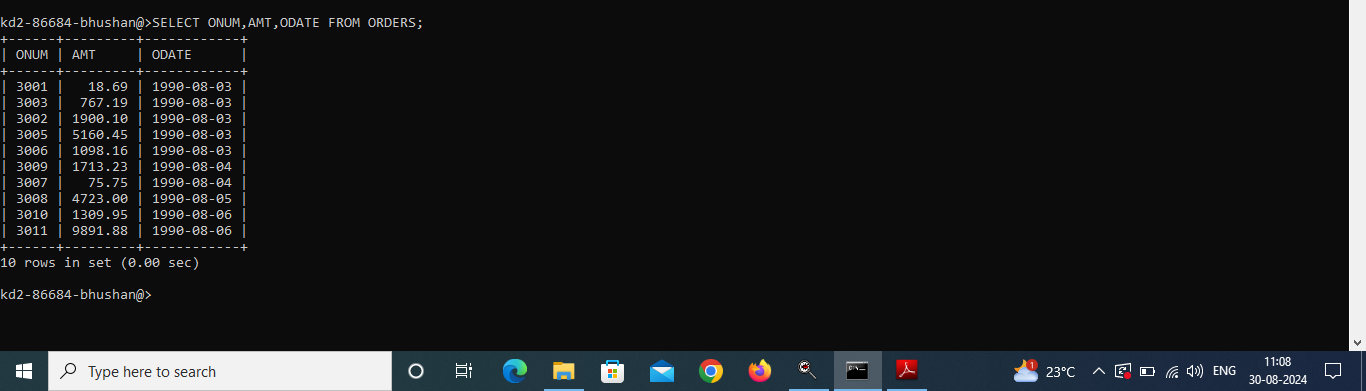 kd2-86684-bhushan@>SELECT ONUM,AMT,ODATE FROM ORDERS;
+------+---------+------------+
| ONUM | AMT     | ODATE      |
+------+---------+------------+
| 3001 |   18.69 | 1990-08-03 |
| 3003 |  767.19 | 1990-08-03 |
| 3002 | 1900.10 | 1990-08-03 |
| 3005 | 5160.45 | 1990-08-03 |
| 3006 | 1098.16 | 1990-08-03 |
| 3009 | 1713.23 | 1990-08-04 |
| 3007 |   75.75 | 1990-08-04 |
| 3008 | 4723.00 | 1990-08-05 |
| 3010 | 1309.95 | 1990-08-06 |
| 3011 | 9891.88 | 1990-08-06 |
+------+---------+------------+
10 rows in set (0.00 sec)
kd2-86684-bhushan@>
Type here to search
1
23°C
ENG
11:08
30-08-2024